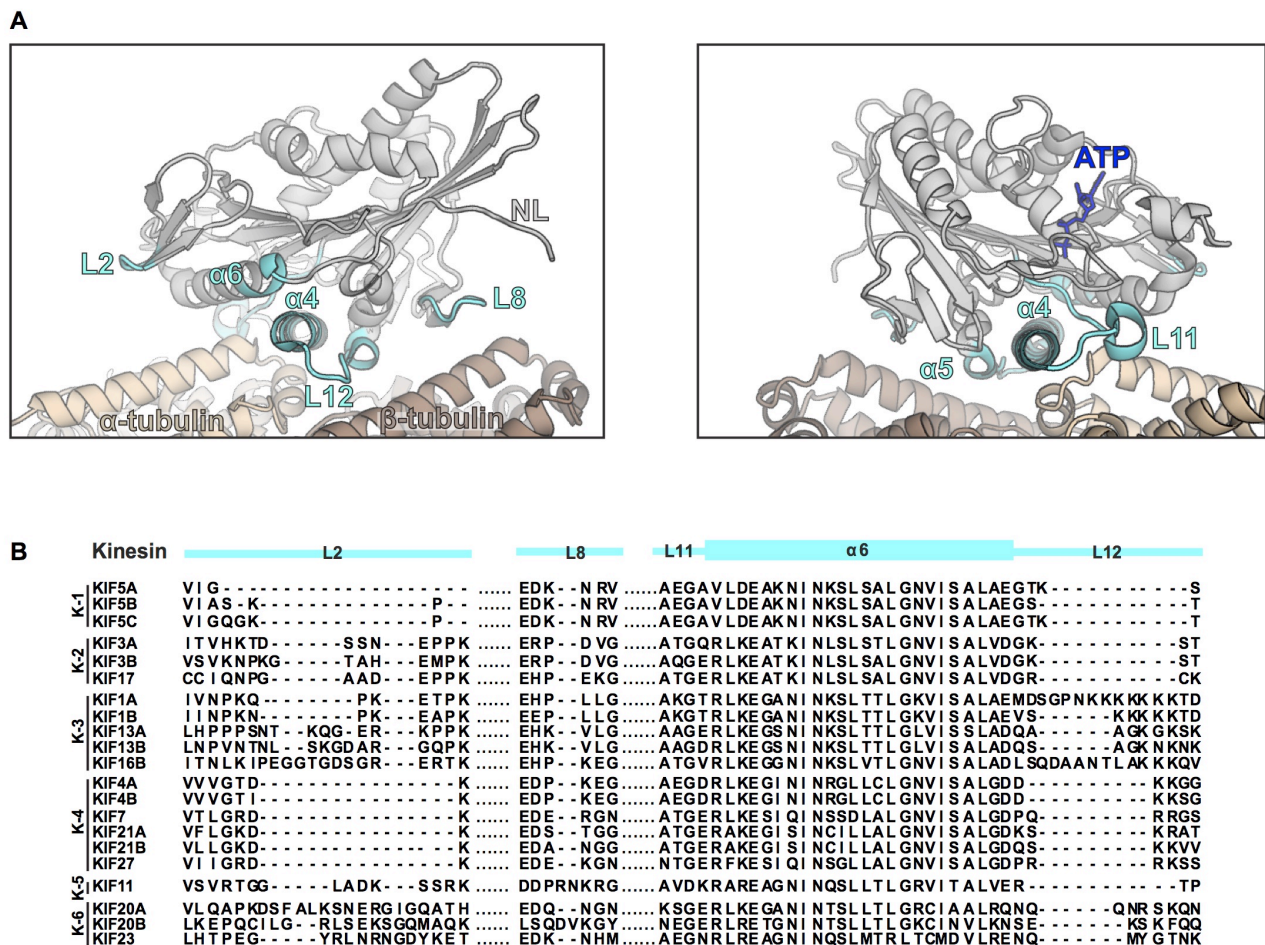 A
L2
α6
α4
L12
L8
NL
α-tubulin
β-tubulin
ATP
α4
α5
L11
B
Kinesin L2 L8 L11 α6 L12
K-1
KIF5A VIG-------------------- ...... EDK--NRV ...... AEGAVLDEAKNINKSLSALGNVISALAEGTK-----------S
KIF5B VIAS-K--------------P-- ...... EDK--NRV ...... AEGAVLDEAKNINKSLSALGNVISALAEGS------------T
KIF5C VIGQGK----------------- ...... EDK--NRV ...... AEGAVLDEAKNINKSLSALGNVISALAEGTK-----------T
K-2
KIF3A ITVHKTD------SSN---EPPK ...... ERP--DVG ...... ATGQRLKEATKINLSLSTLGNVISALVDGK-----------ST
KIF3B VSVKNPKG-----TAH---EMPK ...... ERP--DVG ...... AQGERLKEATKINLSLSALGNVISALVDGK-----------ST
KIF17 CCIQNPG------AAD---EPPK ...... EHP--EKG ...... ATGERLKEATKINLSLSALGNVISALVDGR-----------CK
K-3
KIF1A IVNPKQ--------PK---ETPK ...... EHP--LLG ...... AKGTRLKEGANINKSLTTLGKVISALAEMDSGPNKKKKKKKTD
KIF1B IINPKN--------PK---EAPK ...... EEP--LLG ...... AKGTRLKEGANINKSLTTLGKVISALAEVS------KKKKKTD
KIF13A LHPPPSNT--KQG-ER---KPPK ...... EHK--VLG ...... AAGERLKEGSNINKSLTTLGLVISSLADQA------AGKGKSK
KIF13B LNPVNTNL--SKGDAR---GQPK ...... EHK--VLG ...... AAGDRLKEGSNINKSLTTLGLVISSLADQS------AGKNKNK
KIF16B ITNLKIPEGGTGDSGR---ERTK ...... EHP--KEG ...... ATGVRLKEGGNINKSLVTLGNVISALADLSQDAANTLAKKKQV
K-4
KIF4A VVVGTD----------------K ...... EDP--KEG ...... AEGDRLKEGININRGLLCLGNVISALGDD----------KKGG
KIF4B VVVGTI----------------K ...... EDP--KEG ...... AEGDRLKEGININRGLLCLGNVISALGDD----------KKSG
KIF7 VTLGRD----------------K ...... EDE--RGN ...... ATGERLKESIQINSSDLALGNVISALGDPQ---------RRGS
KIF21A VFLGKD----------------K ...... EDS--TGG ...... ATGERAKEGISINCILLALGNVISALGDKS---------KRAT
KIF21B VLLGKD----------------K ...... EDA--NGG ...... ATGERAKEGISINCILLALGNVISALGDQS---------KKVV
KIF27 VIIGRD----------------K ...... EDE--KGN ...... NTGERFKESIQINSGLLALGNVISALGDPR---------RKSS
K-5
KIF11 VSVRTGG-----LADK---SSRK ...... DDPRNKRG ...... AVDKRAREAGNINQSLLTLGRVITALVER------------TP
K-6
KIF20A VLQAPKDSFALKSNERGIGQATH ...... EDQ--NGN ...... KSGERLKEGANINTSLLTLGRCIAALRQNQ------QNRSKQN
KIF20B LKEPQCILG--RLSEKSGQMAQK ...... LSQDVKGY ...... NEGENRLRETGNINTSLLTLGKCINVLKNSE-------KSKFQQ
KIF23 LHTPEG-----YRLNRNGDYKET ...... EDK--NHM ...... AEGNRLREAGNINQSLMTRLTCMDVLRENQ-------MYGTNK